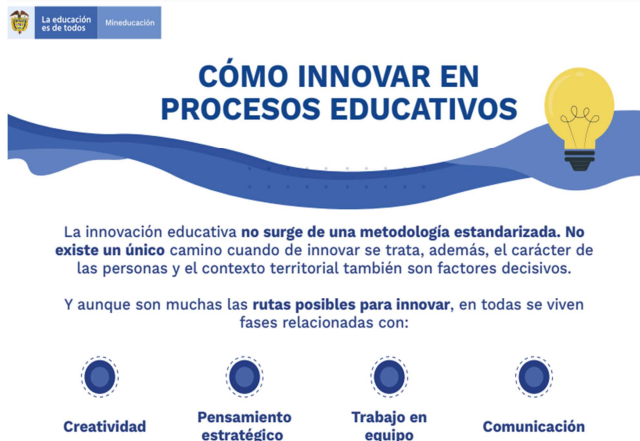 La educación
es de todos
Mineducación
CÓMO INNOVAR EN
PROCESOS EDUCATIVOS
La innovación educativa no surge de una metodología estandarizada. No
existe un único camino cuando de innovar se trata, además, el carácter de
las personas y el contexto territorial también son factores decisivos.
Y aunque son muchas las rutas posibles para innovar, en todas se viven
fases relacionadas con:
Creatividad
Pensamiento
estratégico
Trabajo en
equipo
Comunicación